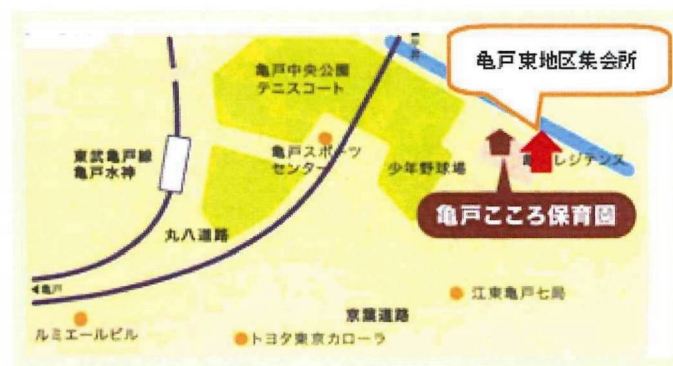 亀戸東地区集会所
亀戸中央公園
テニスコート
東武亀戸線
亀戸水神
亀戸スポーツ
センター
少年野球場
レジデンス
亀戸こころ保育園
丸八道路
◀亀戸
江東亀戸七局
京葉道路
ルミエールビル
トヨタ東京カローラ